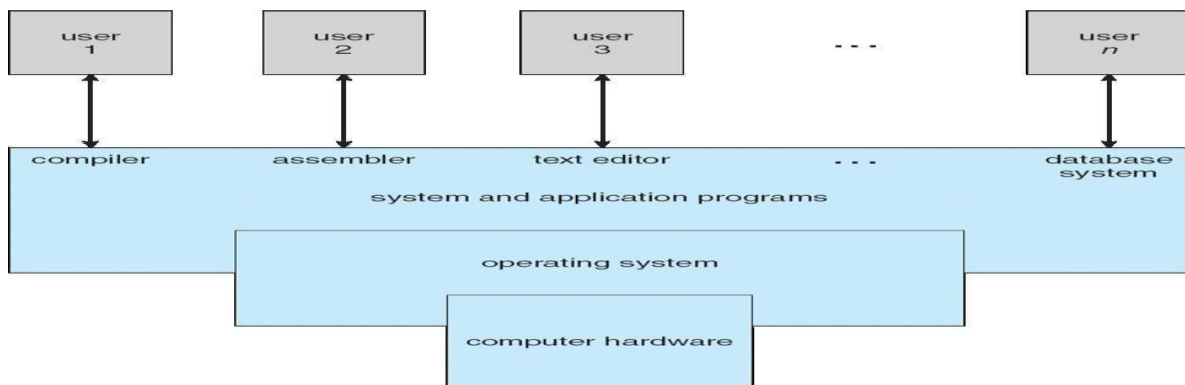 user
1
user
2
user
3
...
user
n
compiler
assembler
text editor
...
database
system
system and application programs
operating system
computer hardware